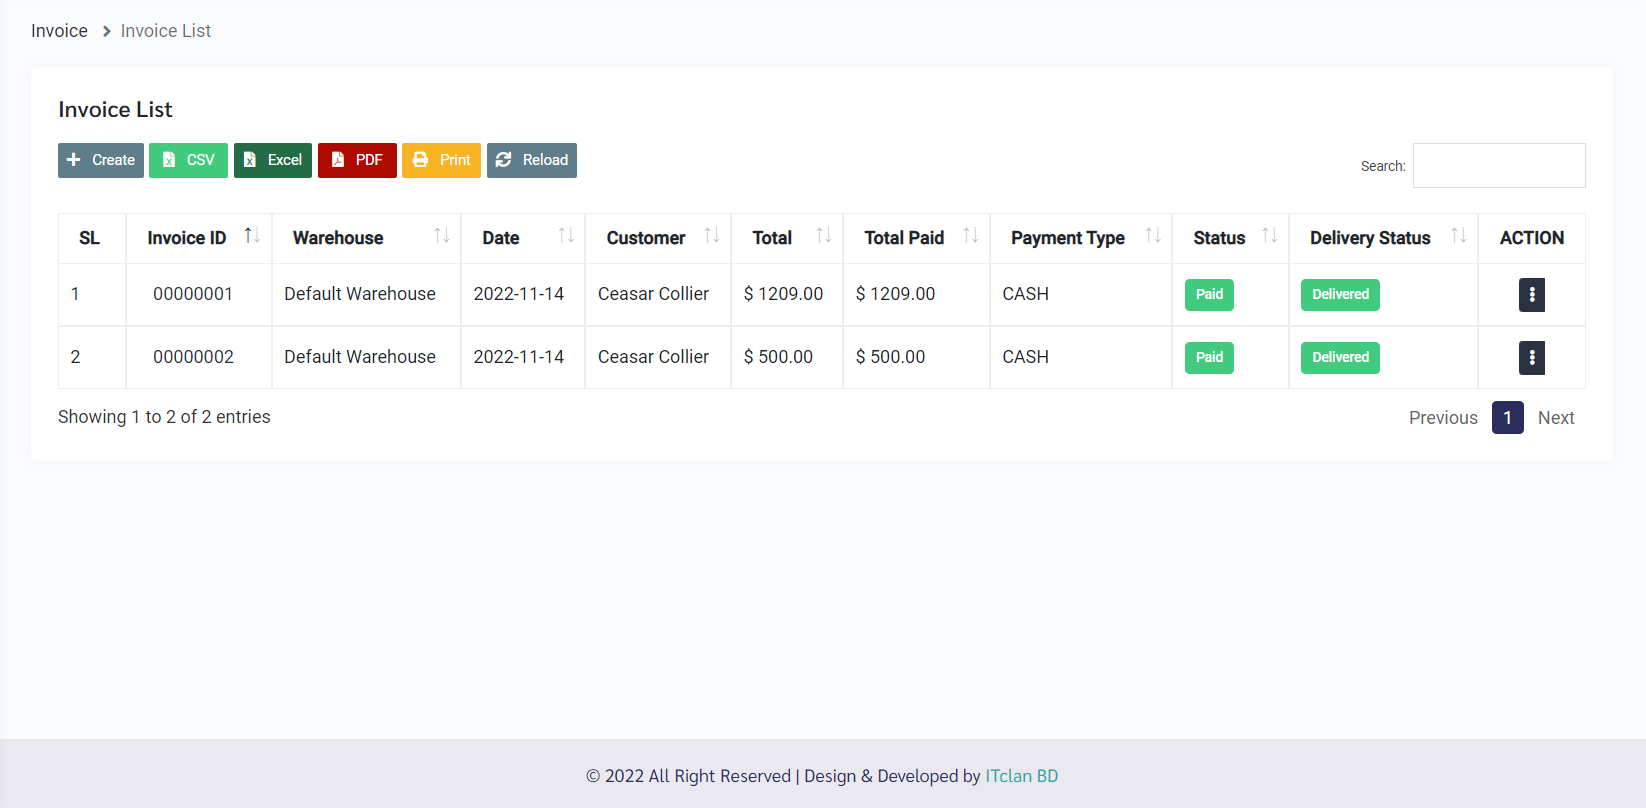 Invoice > Invoice List
Invoice List
Create CSV Excel PDF Print Reload
Search:
SL Invoice ID Warehouse Date Customer Total Total Paid Payment Type Status Delivery Status ACTION
1 00000001 Default Warehouse 2022-11-14 Ceasar Collier $ 1209.00 $ 1209.00 CASH Paid Delivered
2 00000002 Default Warehouse 2022-11-14 Ceasar Collier $ 500.00 $ 500.00 CASH Paid Delivered
Showing 1 to 2 of 2 entries
Previous 1 Next
© 2022 All Right Reserved | Design & Developed by ITclan BD